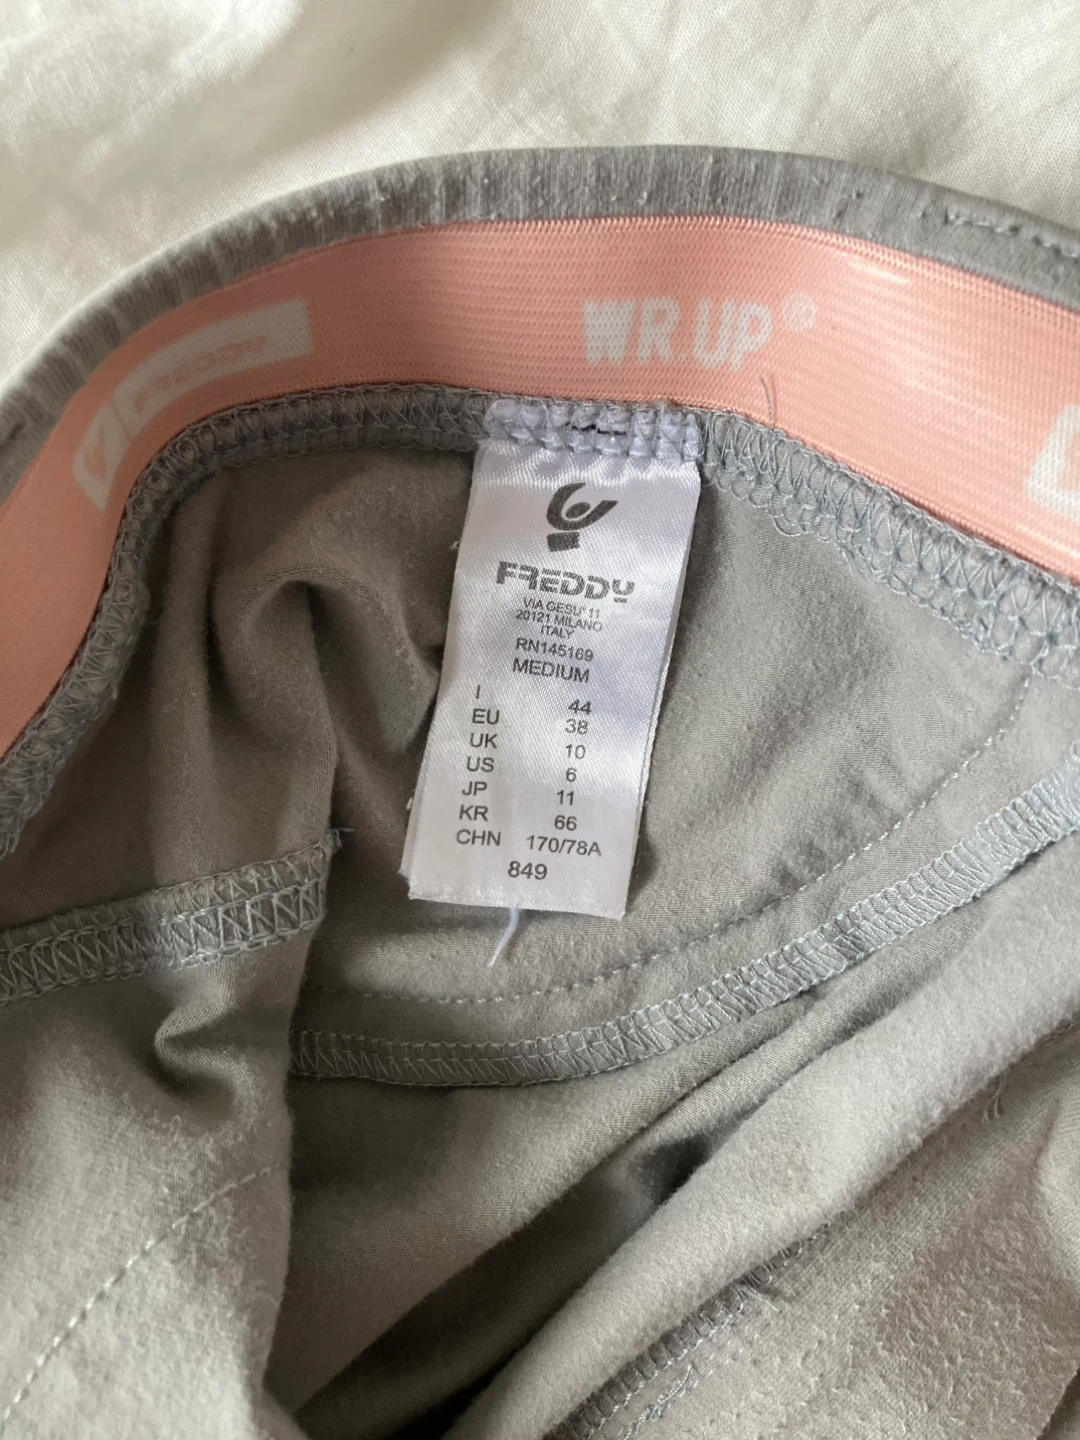 FREDDY
WR UP®
FREDDY
VIA GESU' 11
20121 MILANO
ITALY
RN145169
MEDIUM
I 44
EU 38
UK 10
US 6
JP 11
KR 66
CHN 170/78A
849